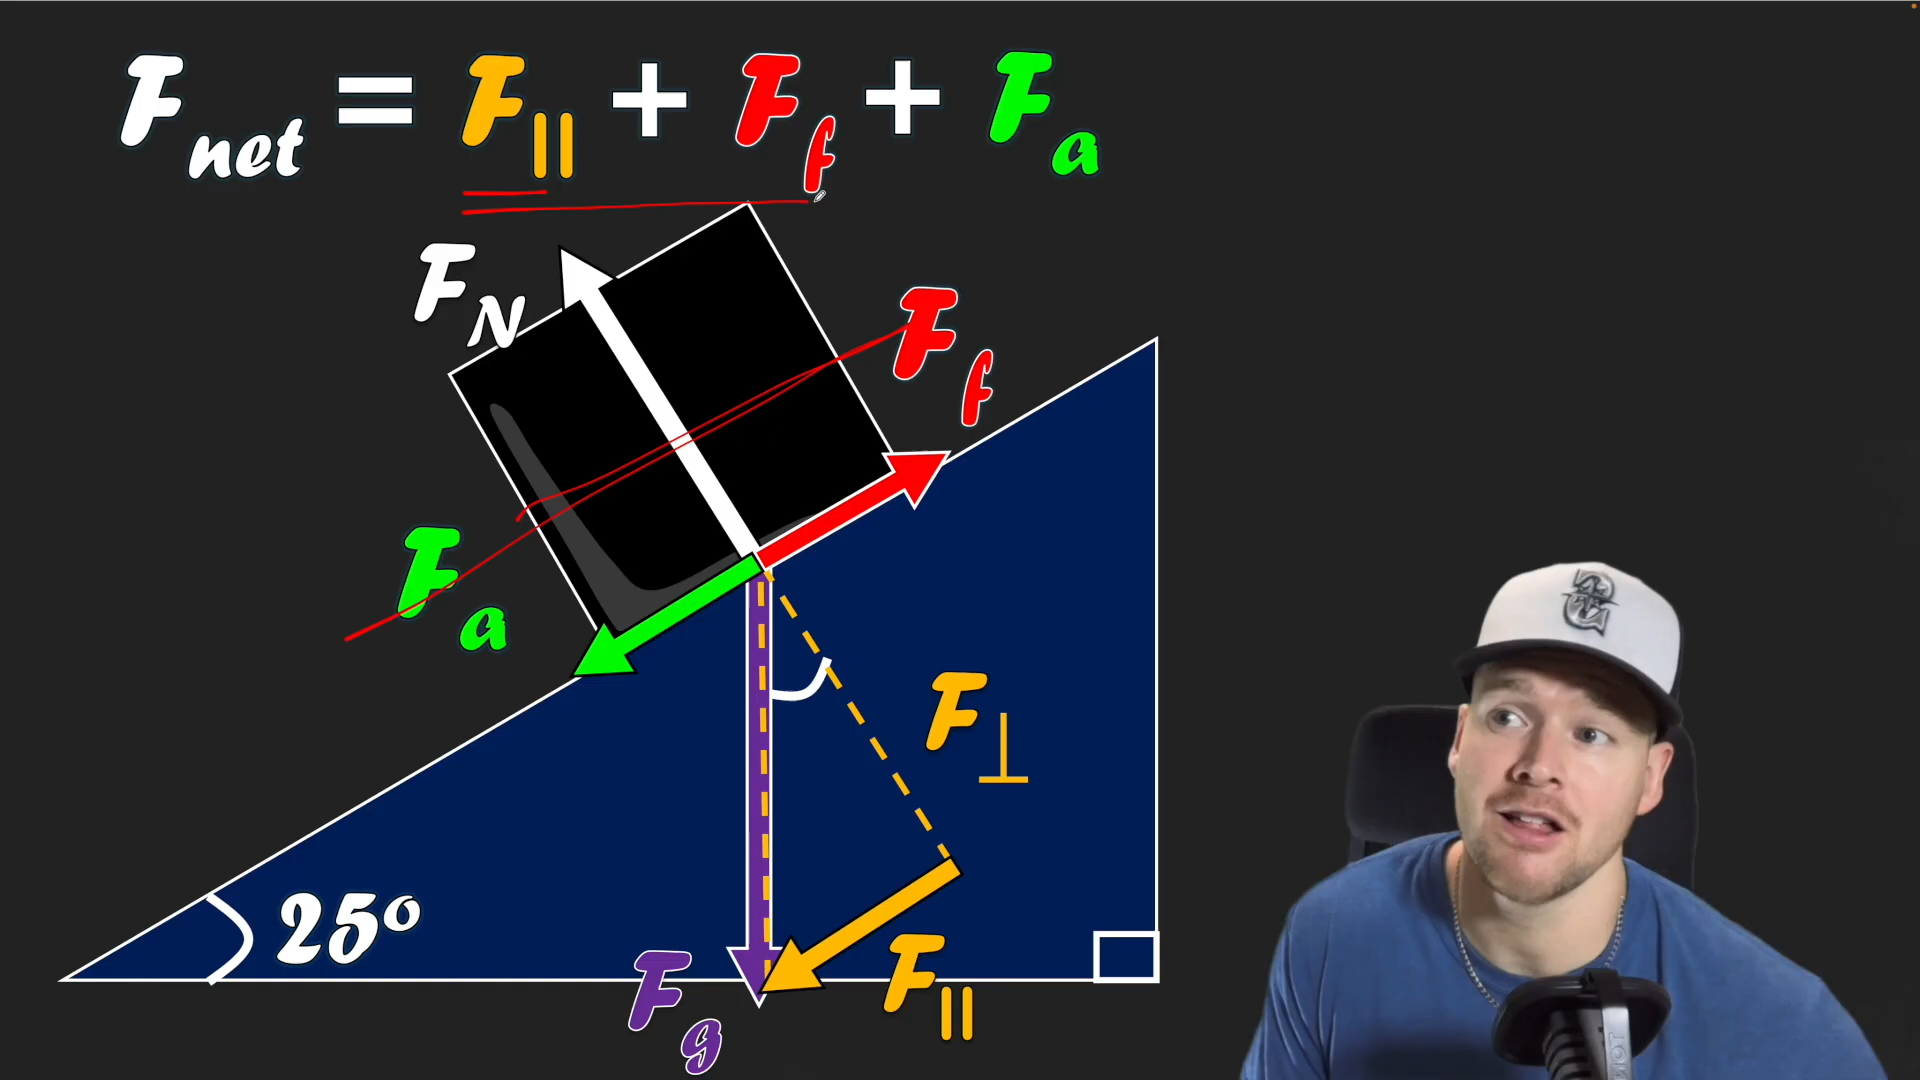 F_net = F_|| + F_f + F_a
F_N
F_f
F_a
F_⊥
25°
F_||
F_g